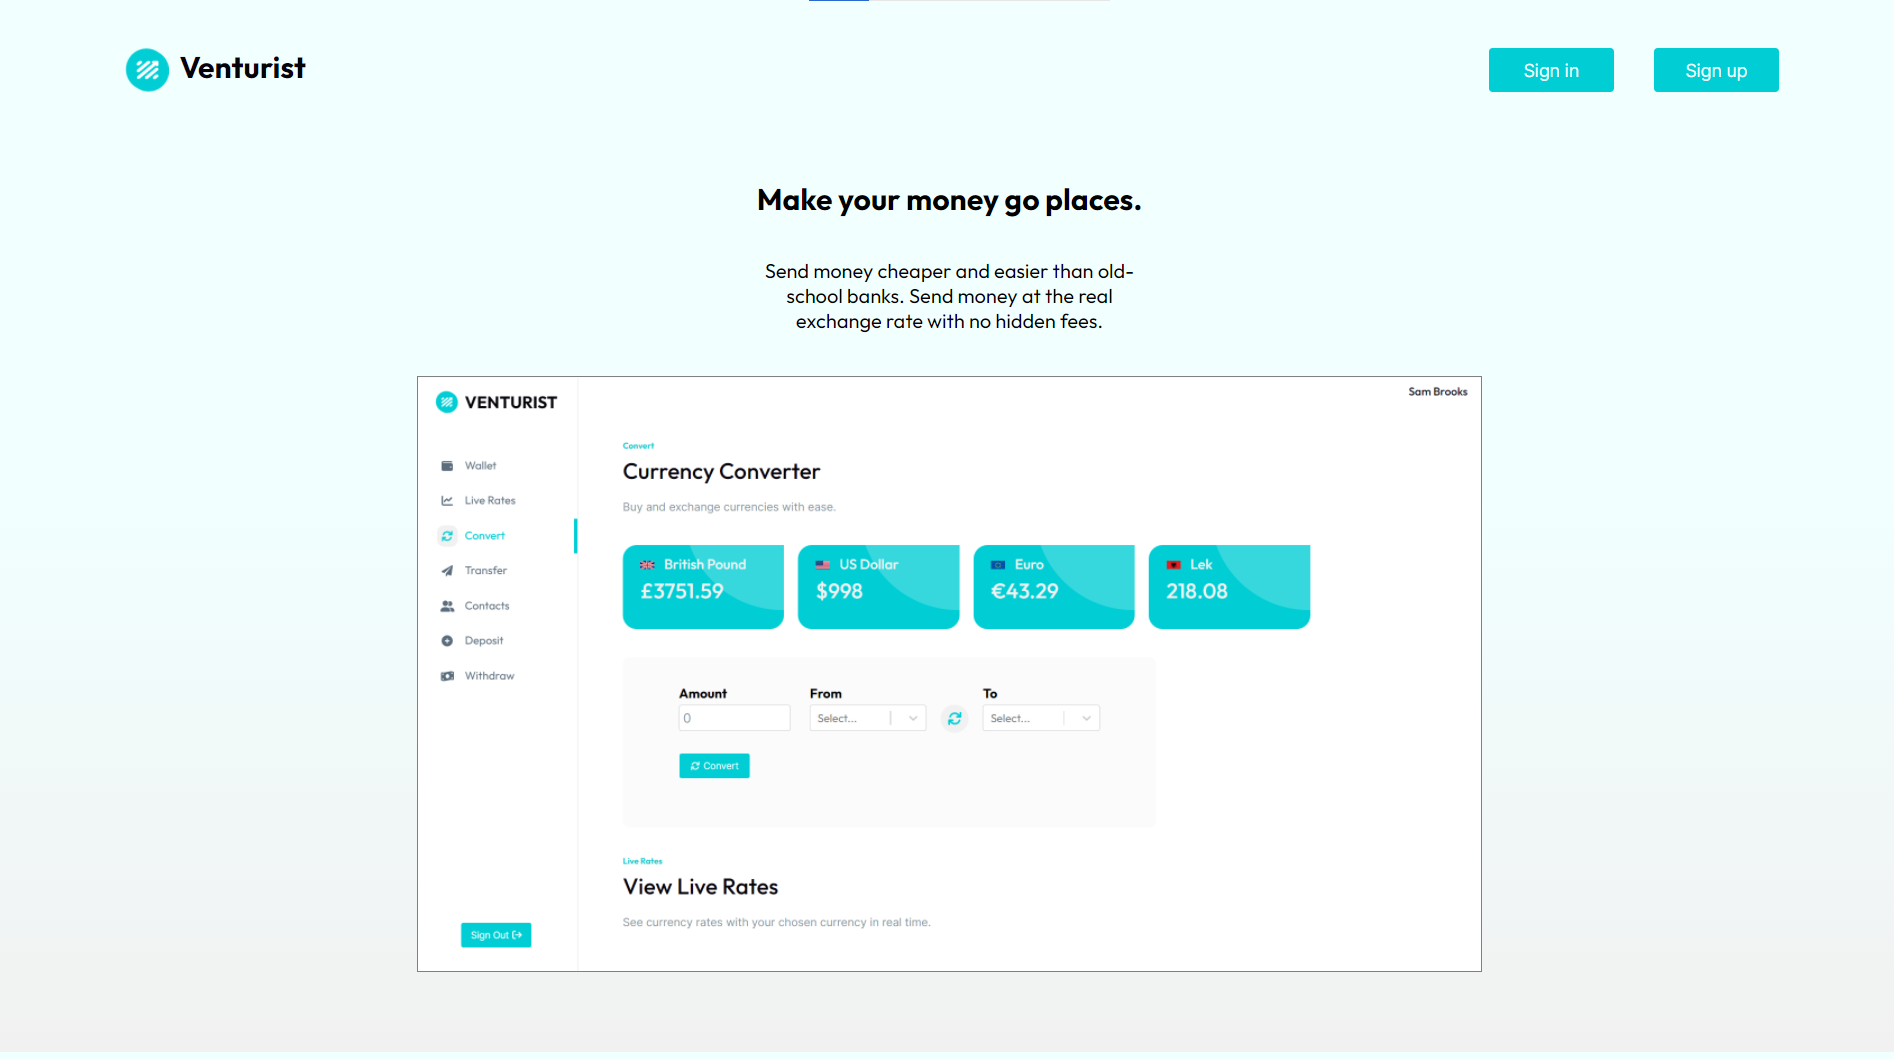 Venturist
Sign in
Sign up
Make your money go places.
Send money cheaper and easier than old-
school banks. Send money at the real
exchange rate with no hidden fees.
VENTURIST
Sam Brooks
Wallet
Live Rates
Convert
Transfer
Contacts
Deposit
Withdraw
Sign Out
Convert
Currency Converter
Buy and exchange currencies with ease.
British Pound
£3751.59
US Dollar
$998
Euro
€43.29
Lek
218.08
Amount
0
From
Select...
To
Select...
Convert
Live Rates
View Live Rates
See currency rates with your chosen currency in real time.